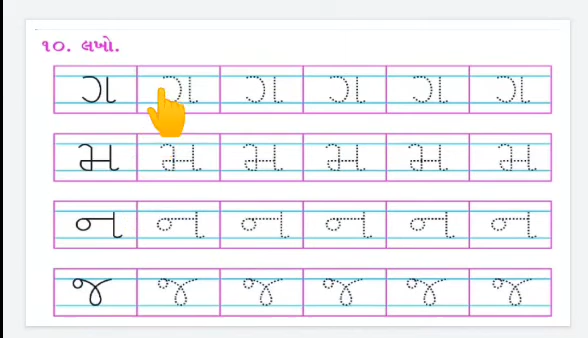 ૧૦. લખો.
ગ ગ ગ ગ ગ ગ
મ મ મ મ મ મ
ન ન ન ન ન ન
જ જ જ જ જ જ